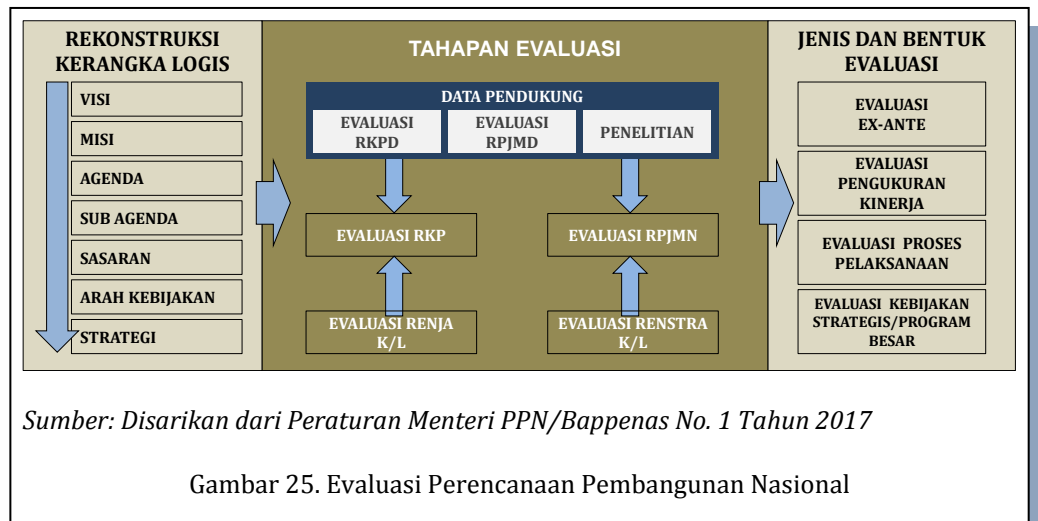 REKONSTRUKSI
KERANGKA LOGIS
VISI
MISI
AGENDA
SUB AGENDA
SASARAN
ARAH KEBIJAKAN
STRATEGI
TAHAPAN EVALUASI
DATA PENDUKUNG
EVALUASI
RKPD
EVALUASI
RPJMD
PENELITIAN
EVALUASI RKP
EVALUASI RPJMN
EVALUASI RENJA
K/L
EVALUASI RENSTRA
K/L
JENIS DAN BENTUK
EVALUASI
EVALUASI
EX-ANTE
EVALUASI
PENGUKURAN
KINERJA
EVALUASI PROSES
PELAKSANAAN
EVALUASI KEBIJAKAN
STRATEGIS/PROGRAM
BESAR
Sumber: Disarikan dari Peraturan Menteri PPN/Bappenas No. 1 Tahun 2017
Gambar 25. Evaluasi Perencanaan Pembangunan Nasional